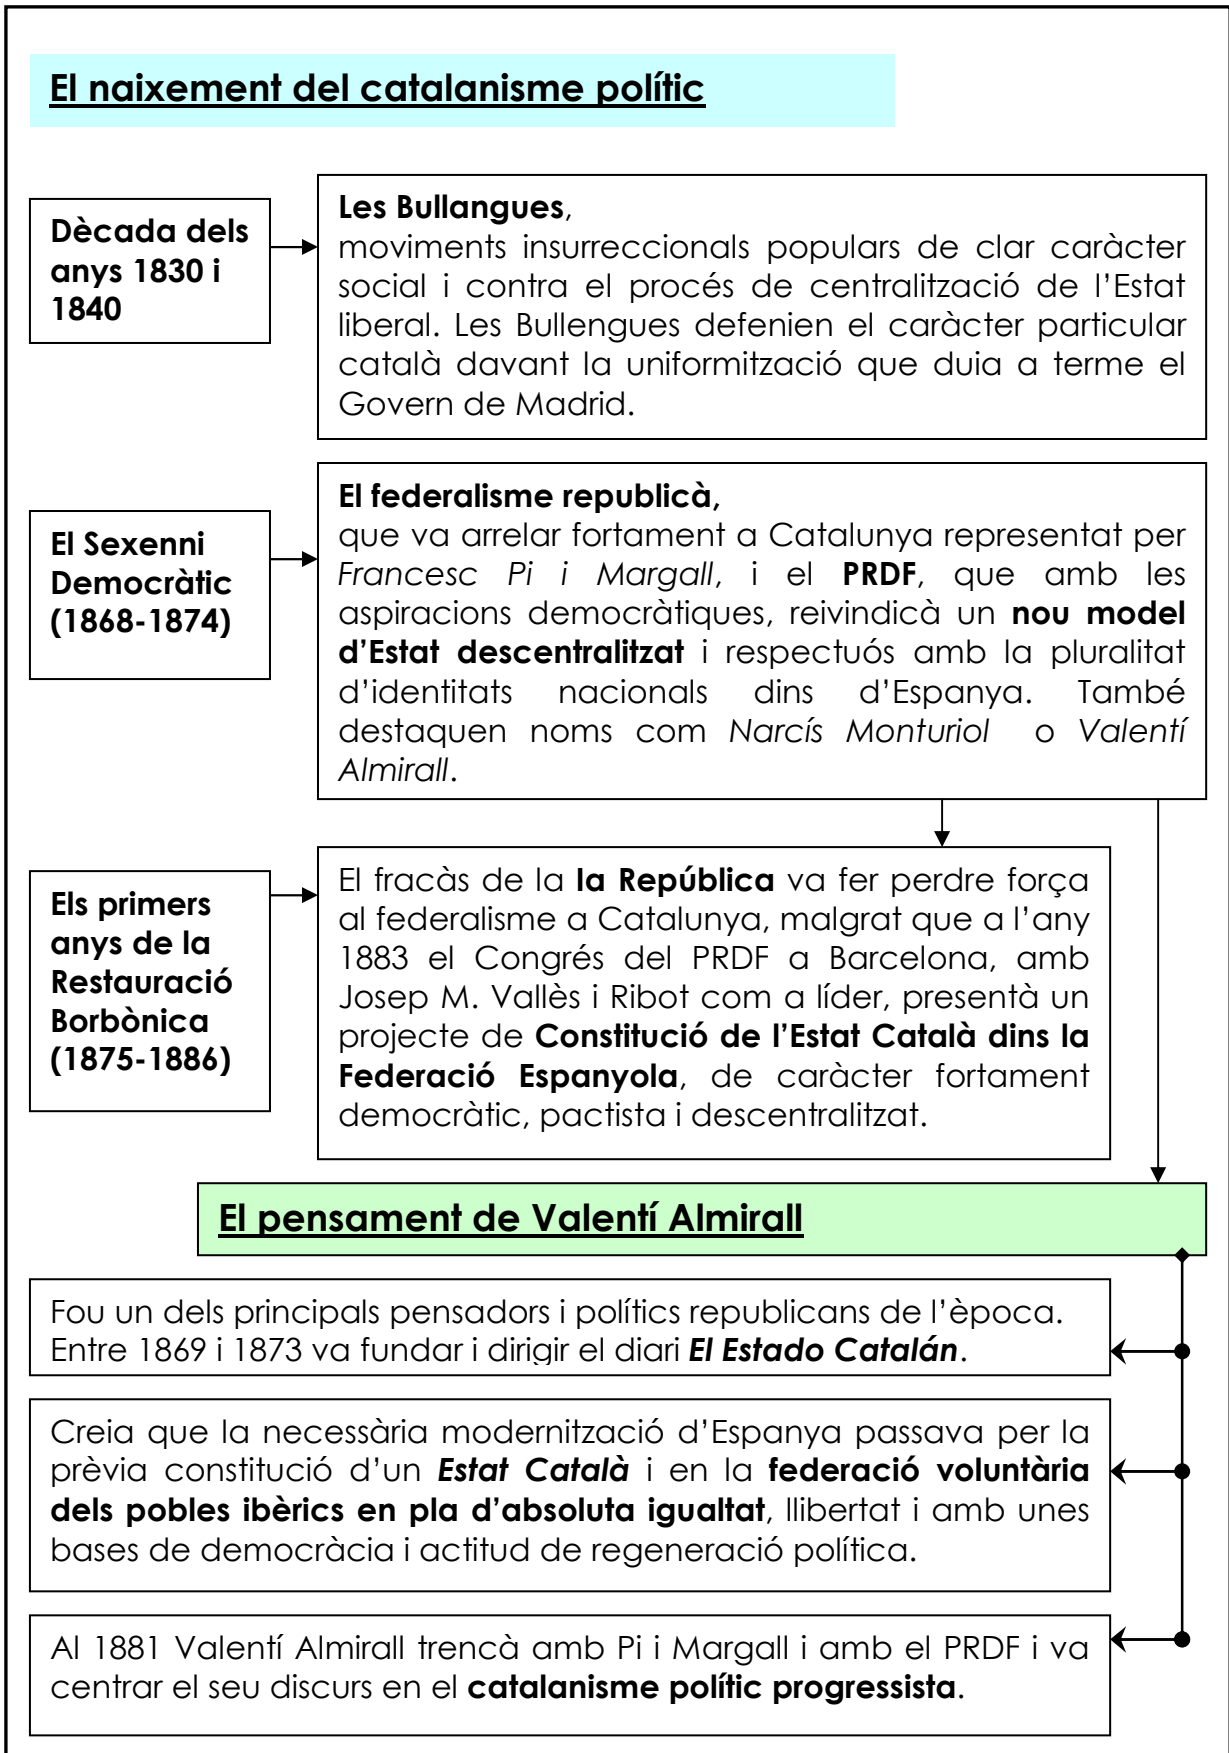 El naixement del catalanisme polític
Dècada dels
anys 1830 i
1840
Les Bullangues,
moviments insurreccionals populars de clar caràcter
social i contra el procés de centralització de l’Estat
liberal. Les Bullengues defenien el caràcter particular
català davant la uniformització que duia a terme el
Govern de Madrid.
El Sexenni
Democràtic
(1868-1874)
El federalisme republicà,
que va arrelar fortament a Catalunya representat per
Francesc Pi i Margall, i el PRDF, que amb les
aspiracions democràtiques, reivindicà un nou model
d’Estat descentralitzat i respectuós amb la pluralitat
d’identitats nacionals dins d’Espanya. També
destaquen noms com Narcís Monturiol o Valentí
Almirall.
Els primers
anys de la
Restauració
Borbònica
(1875-1886)
El fracàs de la Ia República va fer perdre força
al federalisme a Catalunya, malgrat que a l’any
1883 el Congrés del PRDF a Barcelona, amb
Josep M. Vallès i Ribot com a líder, presentà un
projecte de Constitució de l’Estat Català dins la
Federació Espanyola, de caràcter fortament
democràtic, pactista i descentralitzat.
El pensament de Valentí Almirall
Fou un dels principals pensadors i polítics republicans de l’època.
Entre 1869 i 1873 va fundar i dirigir el diari El Estado Catalán.
Creia que la necessària modernització d’Espanya passava per la
prèvia constitució d’un Estat Català i en la federació voluntària
dels pobles ibèrics en pla d’absoluta igualtat, llibertat i amb unes
bases de democràcia i actitud de regeneració política.
Al 1881 Valentí Almirall trencà amb Pi i Margall i amb el PRDF i va
centrar el seu discurs en el catalanisme polític progressista.